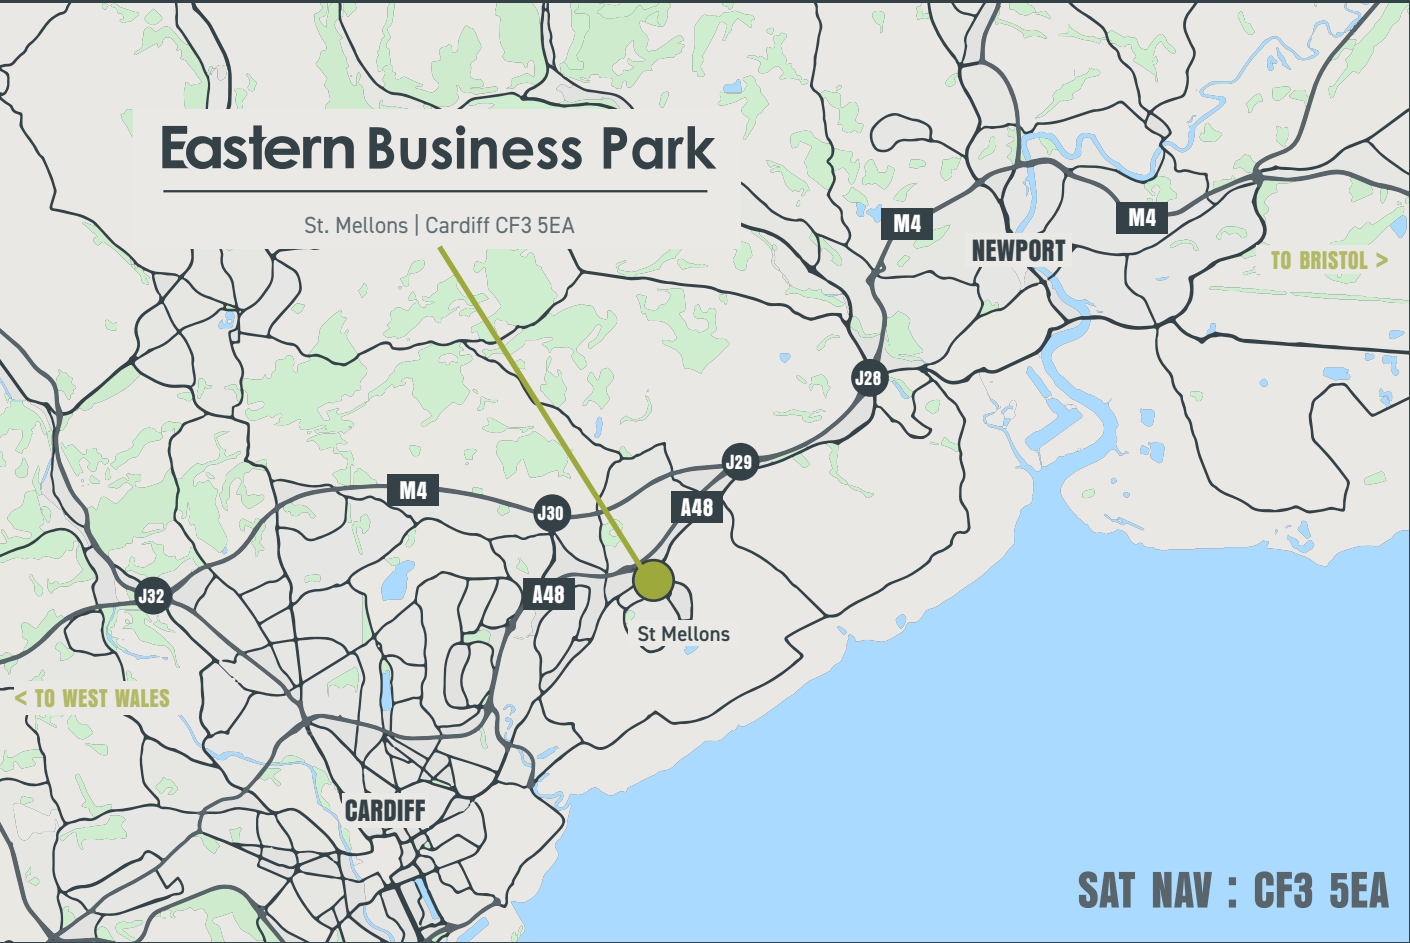 Eastern Business Park
St. Mellons | Cardiff CF3 5EA
M4
M4
NEWPORT
TO BRISTOL >
J28
J29
M4
A48
J30
J32
A48
St Mellons
< TO WEST WALES
CARDIFF
SAT NAV : CF3 5EA